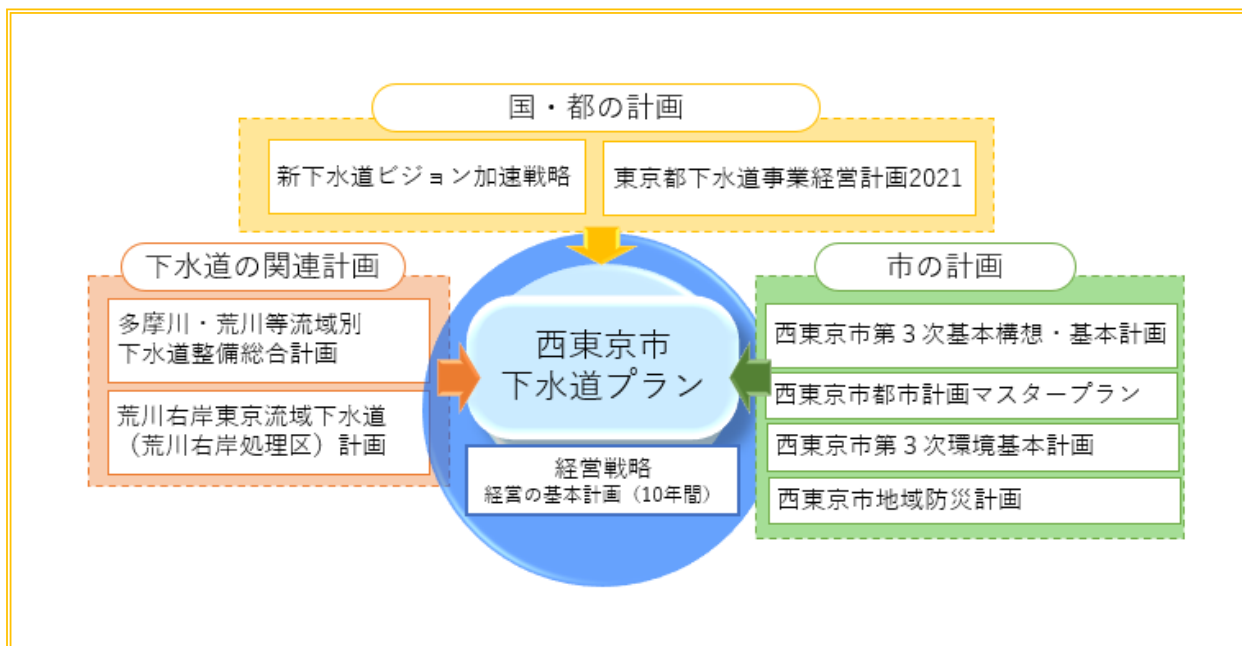 国・都の計画
新下水道ビジョン加速戦略
東京都下水道事業経営計画2021
下水道の関連計画
多摩川・荒川等流域別
下水道整備総合計画
荒川右岸東京流域下水道
（荒川右岸処理区）計画
西東京市
下水道プラン
経営戦略
経営の基本計画（10年間）
市の計画
西東京市第３次基本構想・基本計画
西東京市都市計画マスタープラン
西東京市第３次環境基本計画
西東京市地域防災計画